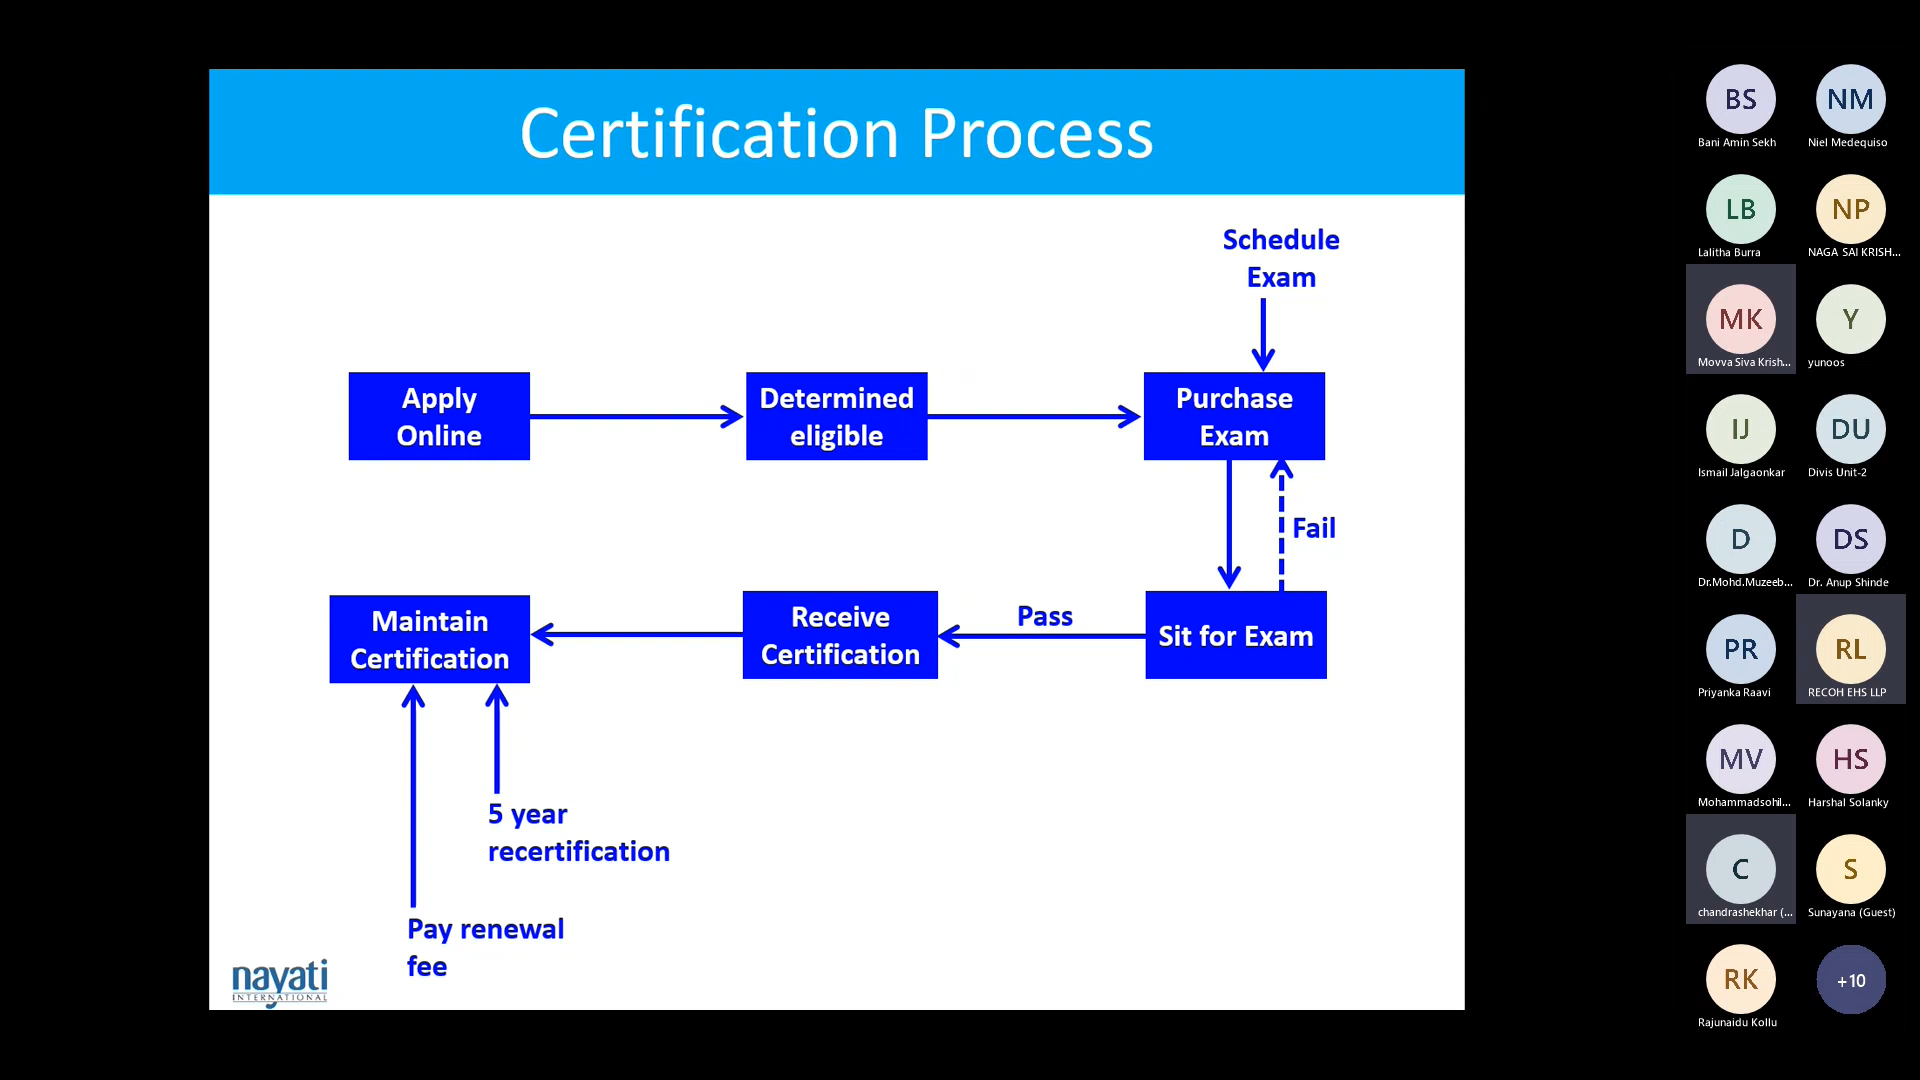 Certification Process
Schedule
Exam
Apply
Online
Determined
eligible
Purchase
Exam
Fail
Maintain
Certification
Receive
Certification
Pass
Sit for Exam
5 year
recertification
Pay renewal
fee
nayati
INTERNATIONAL
BS
NM
Bani Amin Sekh
Niel Medequiso
LB
NP
Lalitha Burra
NAGA SAI KRISH...
MK
Y
Movva Siva Krish...
yunoos
IJ
DU
Ismail Jalgaonkar
Divis Unit-2
D
DS
Dr.Mohd.Muzeeb...
Dr. Anup Shinde
PR
RL
Priyanka Raavi
RECOH EHS LLP
MV
HS
Mohammadsohil...
Harshal Solanky
C
S
chandrashekhar (...
Sunayana (Guest)
RK
+10
Rajunaidu Kollu